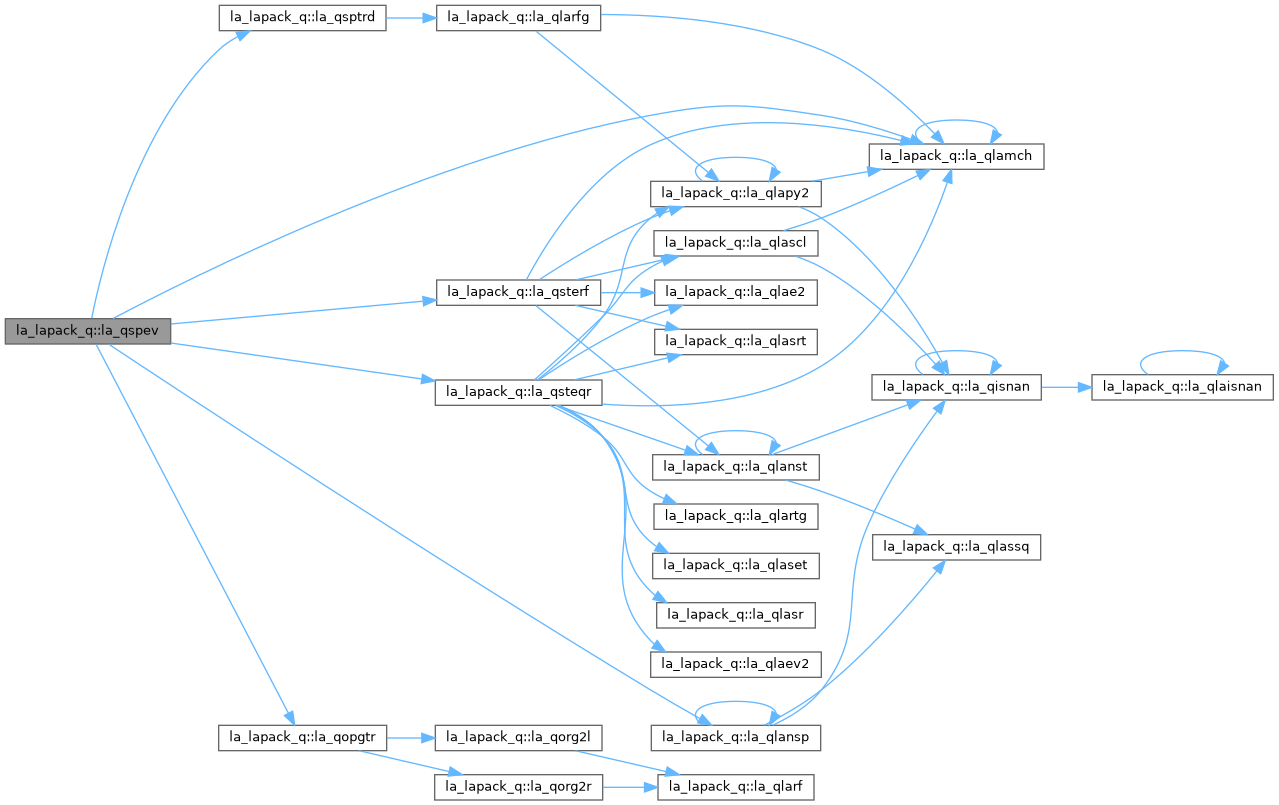 la_lapack_q::la_qsptrd
la_lapack_q::la_qlarfg
la_lapack_q::la_qlamch
la_lapack_q::la_qlapy2
la_lapack_q::la_qlascl
la_lapack_q::la_qsterf
la_lapack_q::la_qlae2
la_lapack_q::la_qspev
la_lapack_q::la_qlasrt
la_lapack_q::la_qsteqr
la_lapack_q::la_qisnan
la_lapack_q::la_qlaisnan
la_lapack_q::la_qlanst
la_lapack_q::la_qlartg
la_lapack_q::la_qlassq
la_lapack_q::la_qlaset
la_lapack_q::la_qlasr
la_lapack_q::la_qlaev2
la_lapack_q::la_qopgtr
la_lapack_q::la_qorg2l
la_lapack_q::la_qlansp
la_lapack_q::la_qorg2r
la_lapack_q::la_qlarf